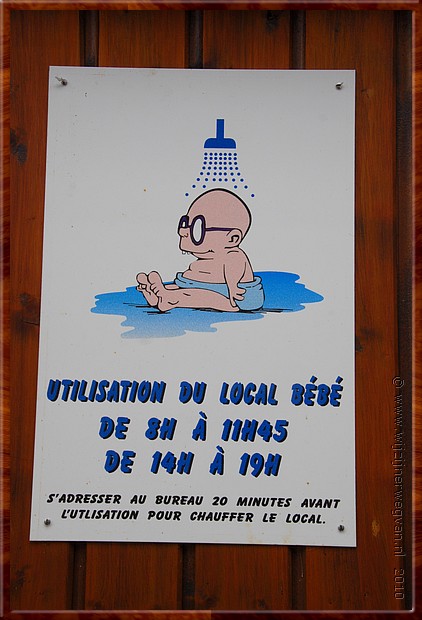 UTILISATION DU LOCAL BÉBÉ
DE 8H À 11H45
DE 14H À 19H
S'ADRESSER AU BUREAU 20 MINUTES AVANT
L'UTLISATION POUR CHAUFFER LE LOCAL.
© www.wijzijnerwegvan.nl 2010